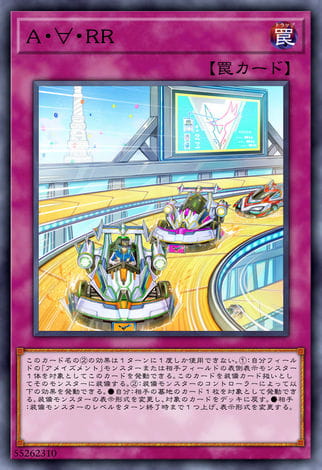 A・∀・RR
トラップ
罠
【罠カード】
このカード名の②の効果は1ターンに1度しか使用できない。①:自分フィール
ドの「アメイズメント」モンスターまたは相手フィールドの表側表示モンスター
1体を対象としてこのカードを発動できる。このカードを装備カード扱いとし
てそのモンスターに装備する。②:装備モンスターのコントローラーによって以
下の効果を発動できる。●自分:相手の墓地のカード1枚を対象として発動でき
る。装備モンスターの表示形式を変更し、対象のカードをデッキに戻す。●相
手:装備モンスターのレベルをターン終了時まで1つ上げ、表示形式を変更する。
55262310